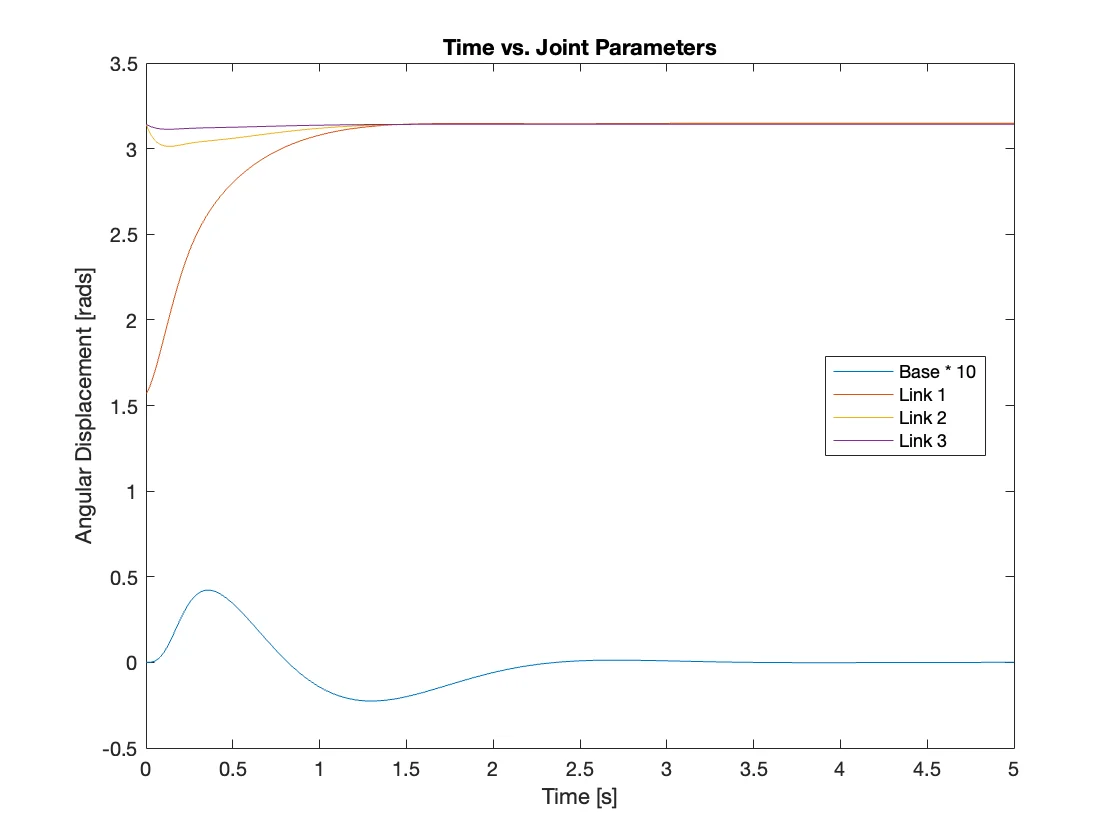 Time vs. Joint Parameters
3.5
3
2.5
2
1.5
1
0.5
0
-0.5
Angular Displacement [rads]
Base * 10
Link 1
Link 2
Link 3
0 0.5 1 1.5 2 2.5 3 3.5 4 4.5 5
Time [s]